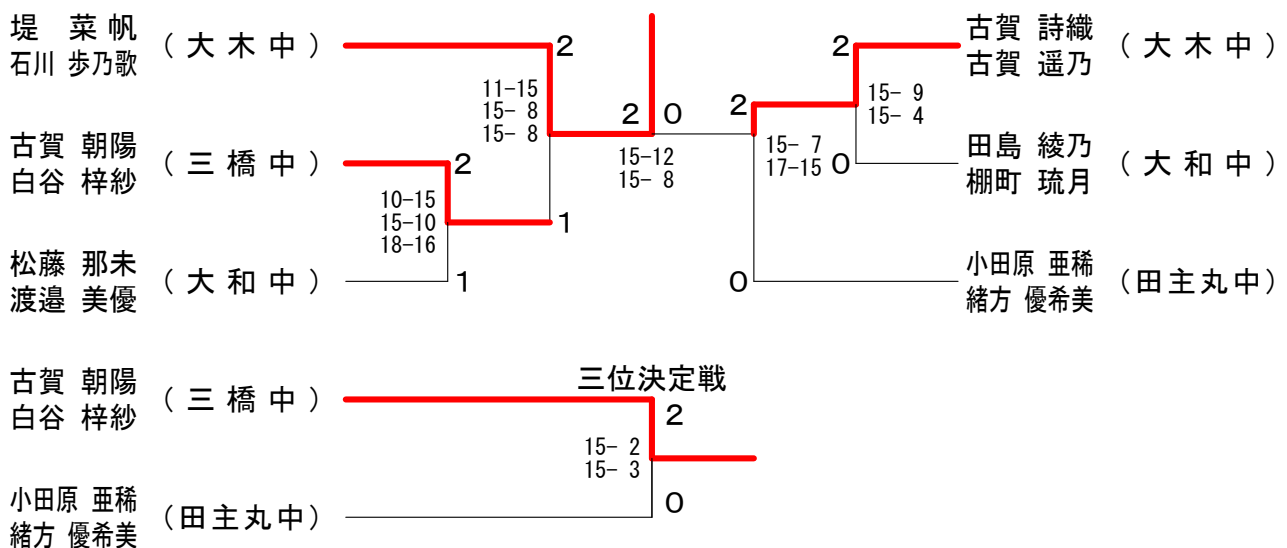 堤 菜帆
石川 歩乃歌
(大木中)
2
11-15
15- 8
15- 8
古賀 朝陽
白谷 梓紗
(三橋中)
2
10-15
15-10
18-16
1
松藤 那未
渡邉 美優
(大和中)
1
2 0
15-12
15- 8
古賀 詩織
古賀 遥乃
(大木中)
2
15- 9
15- 4
2
15- 7
17-15
0
田島 綾乃
棚町 琉月
(大和中)
0
小田原 亜稀
緒方 優希美
(田主丸中)
三位決定戦
古賀 朝陽
白谷 梓紗
(三橋中)
2
15- 2
15- 3
0
小田原 亜稀
緒方 優希美
(田主丸中)